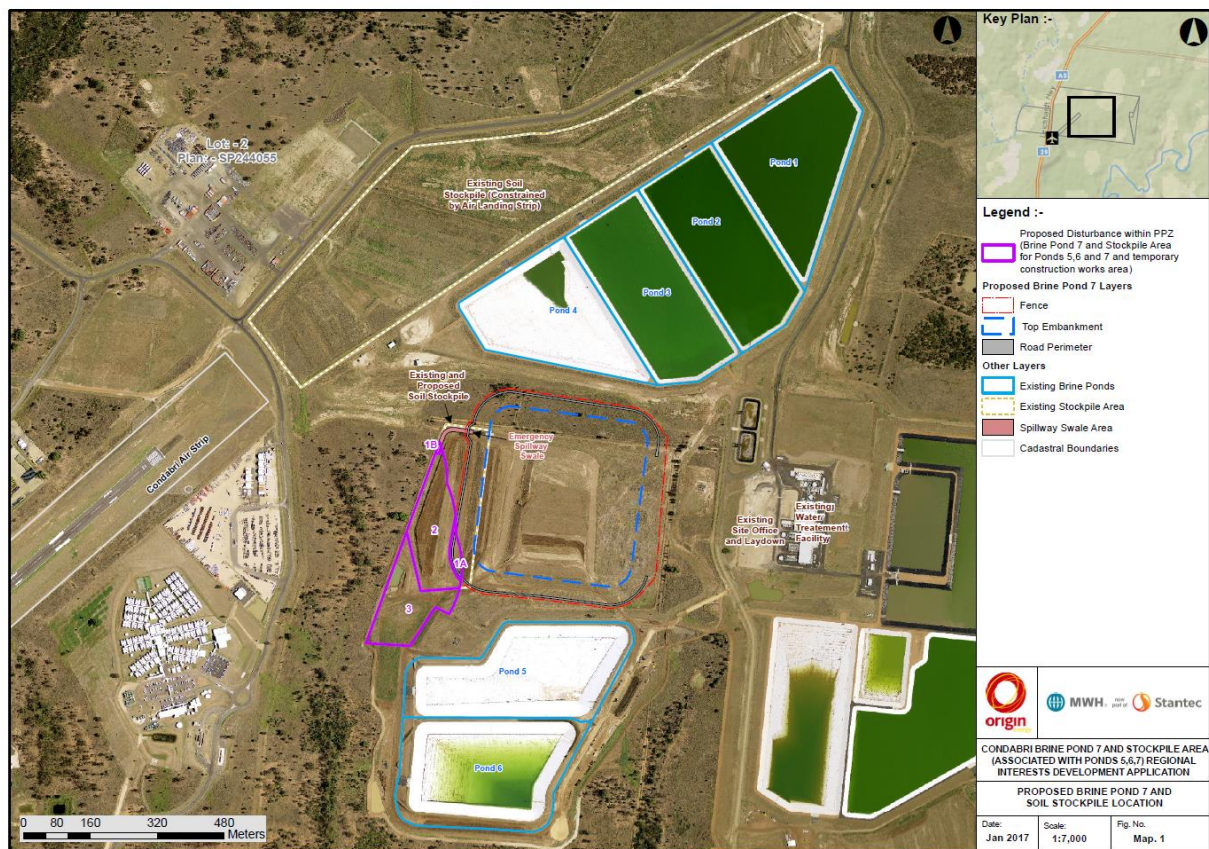 Lot: - 2
Plan: - SP244055
Existing Soil
Stockpile (Constrained
by Air Landing Strip)
Pond 1
Pond 2
Pond 3
Pond 4
Existing and
Proposed
Soil Stockpile
Emergency
Spillway
Swale
1B
2
1A
3
Condabri Air Strip
Existing
Site Office
and Laydown
Existing
Water
Treatement
Facility
Pond 5
Pond 6
0 80 160 320 480
Meters
Key Plan :-
A5
Leichhardt Hwy
Legend :-
Proposed Disturbance within PPZ
(Brine Pond 7 and Stockpile Area
for Ponds 5,6 and 7 and temporary
construction works area)
Proposed Brine Pond 7 Layers
Fence
Top Embankment
Road Perimeter
Other Layers
Existing Brine Ponds
Existing Stockpile Area
Spillway Swale Area
Cadastral Boundaries
origin
energy
MWH now part of Stantec
CONDABRI BRINE POND 7 AND STOCKPILE AREA
(ASSOCIATED WITH PONDS 5,6,7) REGIONAL
INTERESTS DEVELOPMENT APPLICATION
PROPOSED BRINE POND 7 AND
SOIL STOCKPILE LOCATION
Date: Scale: Fig. No.
Jan 2017 1:7,000 Map. 1